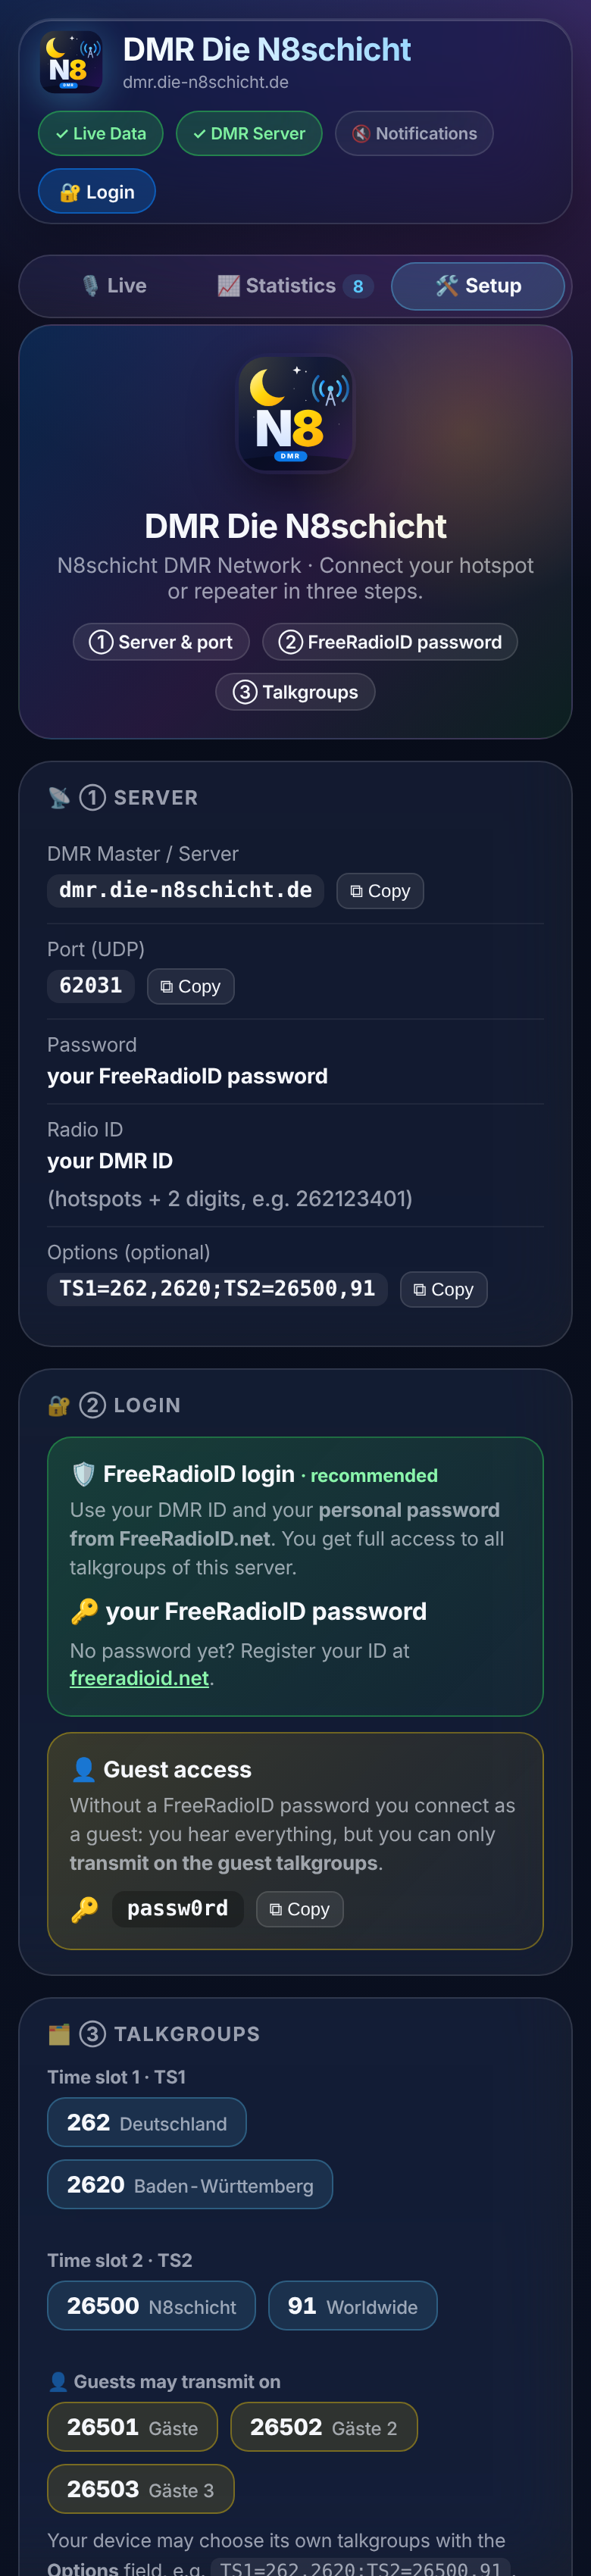 N8
DMR
DMR Die N8schicht
dmr.die-n8schicht.de
✓ Live Data
✓ DMR Server
🔇 Notifications
🔐 Login
🎙️ Live
📈 Statistics 8
🛠️ Setup
N8
DMR
DMR Die N8schicht
N8schicht DMR Network · Connect your hotspot
or repeater in three steps.
① Server & port
② FreeRadioID password
③ Talkgroups
📡 ① SERVER
DMR Master / Server
dmr.die-n8schicht.de ⧉ Copy
Port (UDP)
62031 ⧉ Copy
Password
your FreeRadioID password
Radio ID
your DMR ID
(hotspots + 2 digits, e.g. 262123401)
Options (optional)
TS1=262,2620;TS2=26500,91 ⧉ Copy
🔐 ② LOGIN
🛡️ FreeRadioID login · recommended
Use your DMR ID and your personal password
from FreeRadioID.net. You get full access to all
talkgroups of this server.
🔑 your FreeRadioID password
No password yet? Register your ID at
freeradioid.net.
👤 Guest access
Without a FreeRadioID password you connect as
a guest: you hear everything, but you can only
transmit on the guest talkgroups.
🔑 passw0rd ⧉ Copy
🗂️ ③ TALKGROUPS
Time slot 1 · TS1
262 Deutschland
2620 Baden-Württemberg
Time slot 2 · TS2
26500 N8schicht
91 Worldwide
👤 Guests may transmit on
26501 Gäste
26502 Gäste 2
26503 Gäste 3
Your device may choose its own talkgroups with the
Options field, e.g. TS1=262,2620;TS2=26500,91.